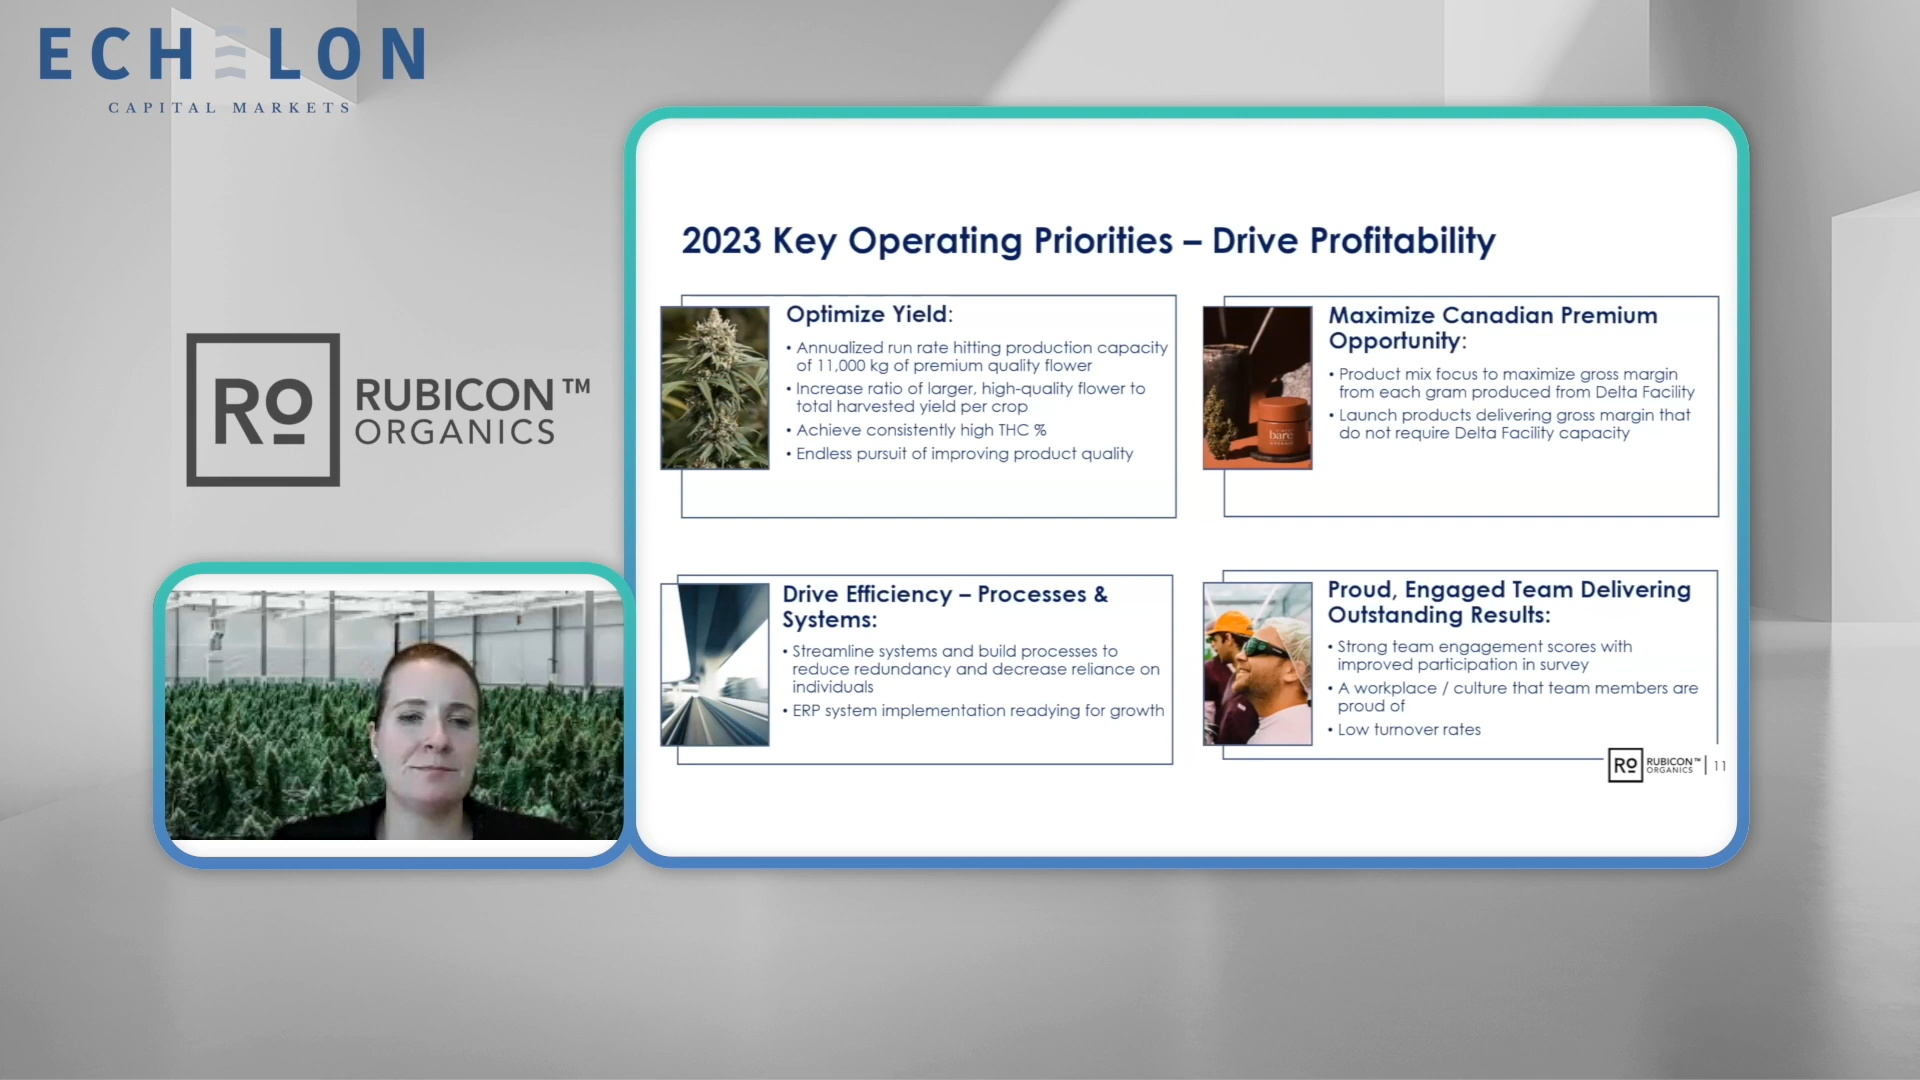 ECHELON
CAPITAL MARKETS
RO
RUBICON™
ORGANICS
2023 Key Operating Priorities – Drive Profitability
Optimize Yield:
• Annualized run rate hitting production capacity
of 11,000 kg of premium quality flower
• Increase ratio of larger, high-quality flower to
total harvested yield per crop
• Achieve consistently high THC %
• Endless pursuit of improving product quality
Maximize Canadian Premium
Opportunity:
• Product mix focus to maximize gross margin
from each gram produced from Delta Facility
• Launch products delivering gross margin that
do not require Delta Facility capacity
bare
Drive Efficiency – Processes &
Systems:
• Streamline systems and build processes to
reduce redundancy and decrease reliance on
individuals
• ERP system implementation readying for growth
Proud, Engaged Team Delivering
Outstanding Results:
• Strong team engagement scores with
improved participation in survey
• A workplace / culture that team members are
proud of
• Low turnover rates
RO
RUBICON™
ORGANICS
11